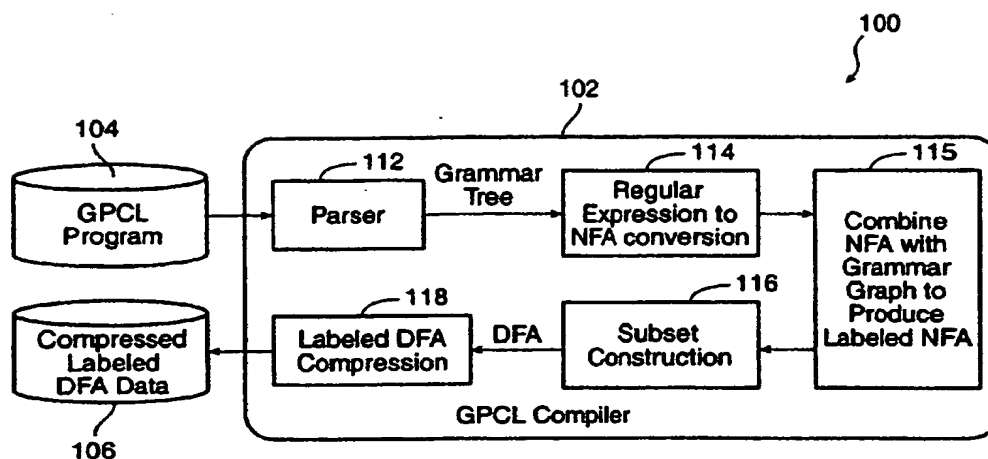 100
102
104
GPCL
Program
112
Parser
Grammar
Tree
114
Regular
Expression to
NFA conversion
115
Combine
NFA with
Grammar
Graph to
Produce
Labeled NFA
116
Subset
Construction
DFA
118
Labeled DFA
Compression
Compressed
Labeled
DFA Data
106
GPCL Compiler